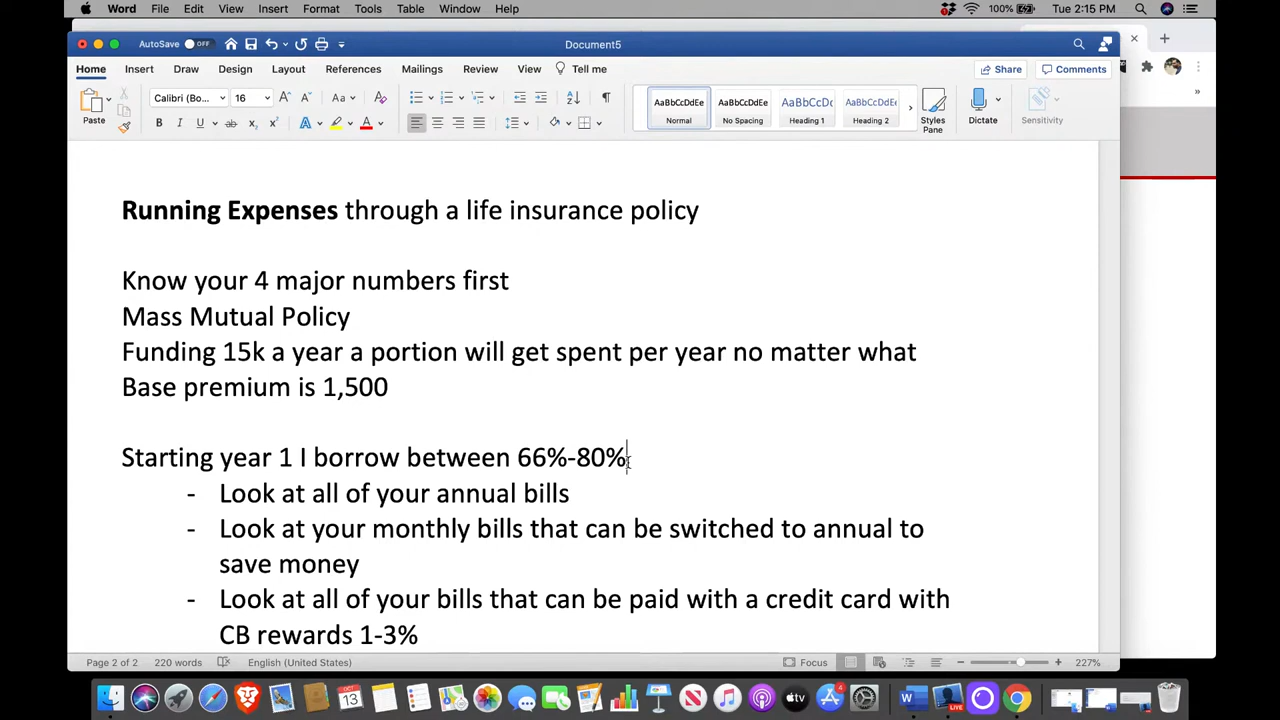 Word File Edit View Insert Format Tools Table Window Help 100% Tue 2:15 PM
AutoSave OFF Document5
Home Insert Draw Design Layout References Mailings Review View Tell me Share Comments
Paste Calibri (Bo... 16 Aa AaBbCcDdEe AaBbCcDdEe AaBbCcDc AaBbCcDdEe
Normal No Spacing Heading 1 Heading 2 Styles Pane Dictate Sensitivity
Running Expenses through a life insurance policy
Know your 4 major numbers first
Mass Mutual Policy
Funding 15k a year a portion will get spent per year no matter what
Base premium is 1,500
Starting year 1 I borrow between 66%-80%
- Look at all of your annual bills
- Look at your monthly bills that can be switched to annual to
save money
- Look at all of your bills that can be paid with a credit card with
CB rewards 1-3%
Page 2 of 2 220 words English (United States) Focus 227%